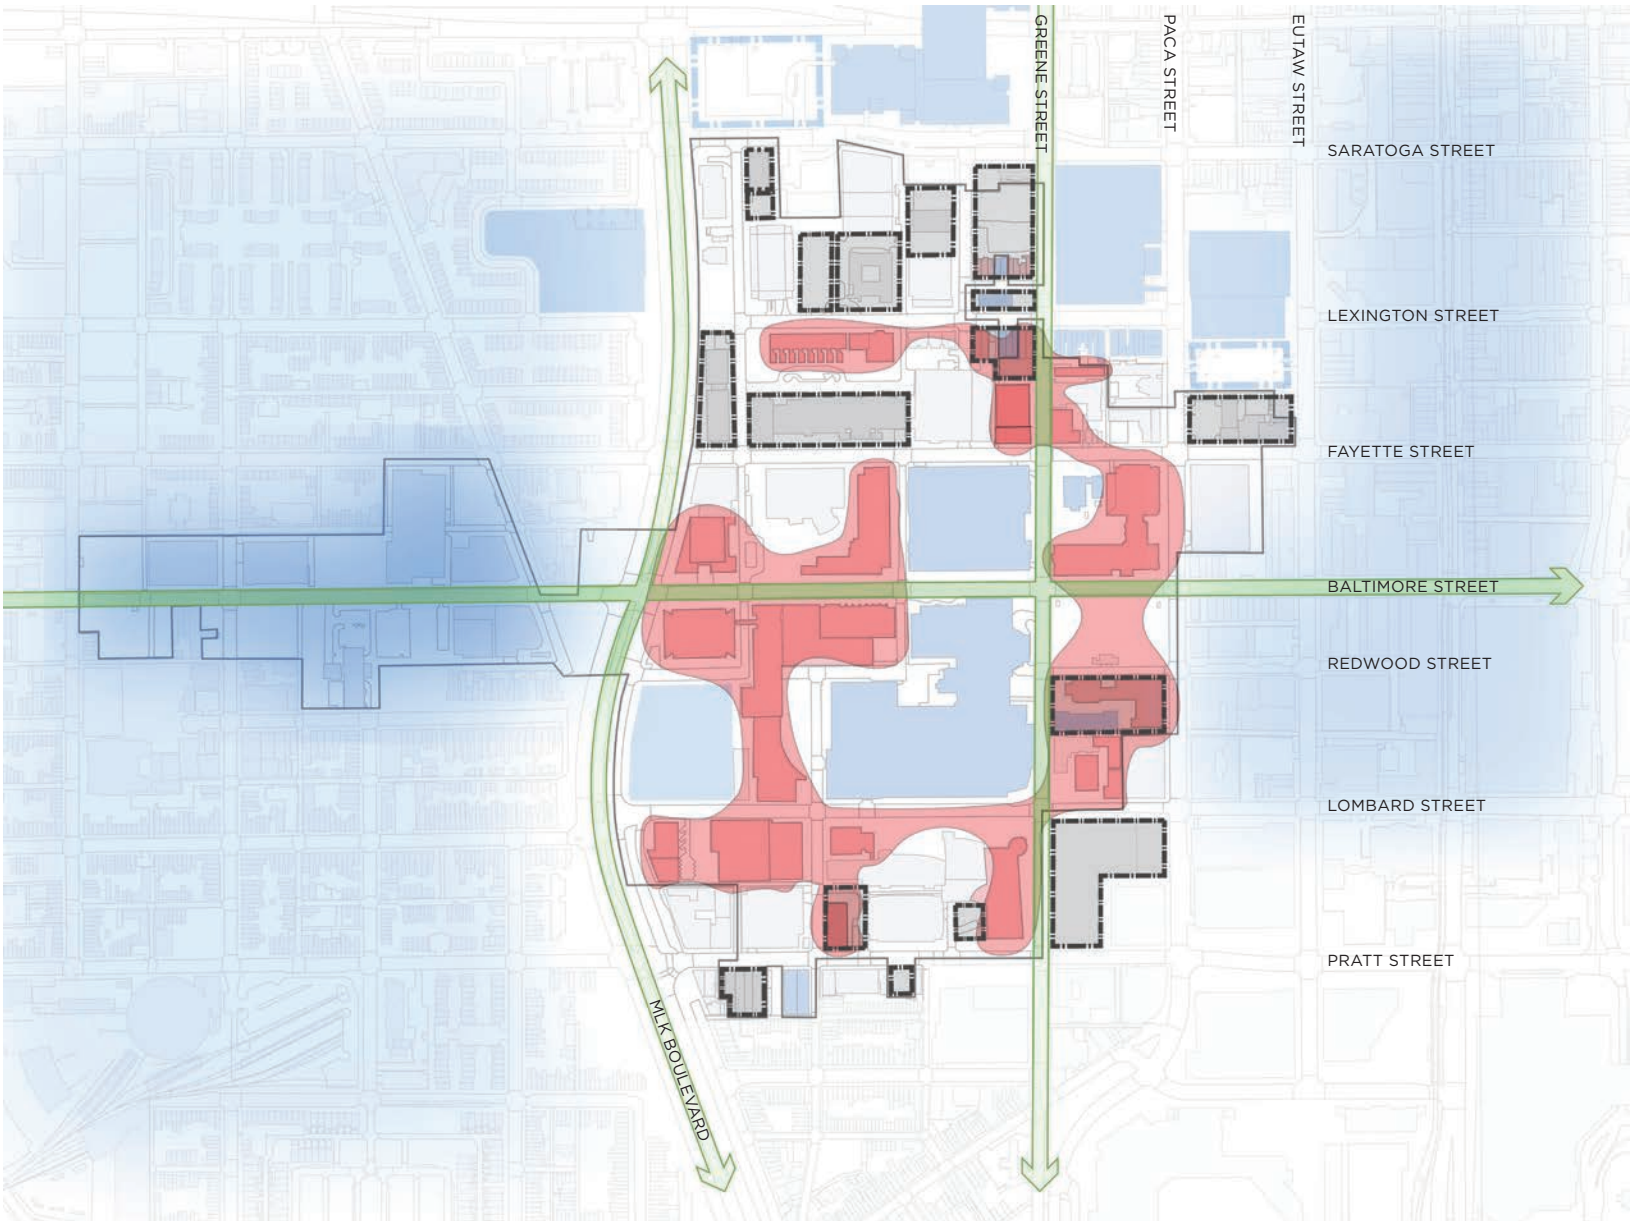 GREENE STREET
PACA STREET
EUTAW STREET
SARATOGA STREET
LEXINGTON STREET
FAYETTE STREET
BALTIMORE STREET
REDWOOD STREET
LOMBARD STREET
PRATT STREET
MLK BOULEVARD